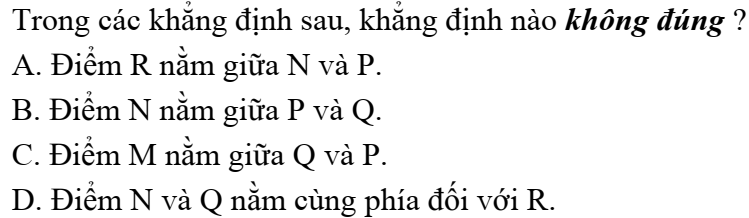 Trong các khẳng định sau, khẳng định nào không đúng ?
A. Điểm R nằm giữa N và P.
B. Điểm N nằm giữa P và Q.
C. Điểm M nằm giữa Q và P.
D. Điểm N và Q nằm cùng phía đối với R.